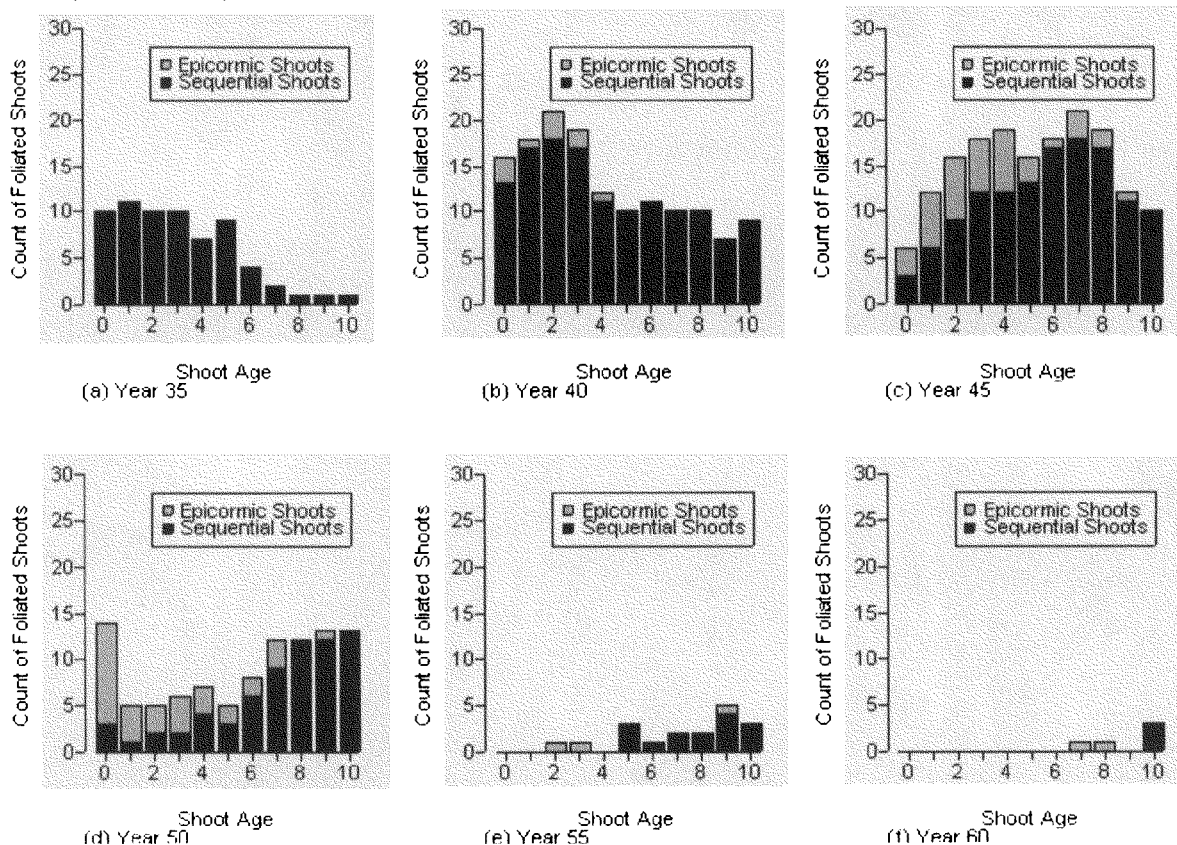 30
25
20
15
10
5
0
Count of Foliated Shoots
Epicormic Shoots
Sequential Shoots
0 2 4 6 8 10
Shoot Age
(a) Year 35
30
25
20
15
10
5
0
Count of Foliated Shoots
Epicormic Shoots
Sequential Shoots
0 2 4 6 8 10
Shoot Age
(b) Year 40
30
25
20
15
10
5
0
Count of Foliated Shoots
Epicormic Shoots
Sequential Shoots
0 2 4 6 8 10
Shoot Age
(c) Year 45
30
25
20
15
10
5
0
Count of Foliated Shoots
Epicormic Shoots
Sequential Shoots
0 2 4 6 8 10
Shoot Age
(d) Year 50
30
25
20
15
10
5
0
Count of Foliated Shoots
Epicormic Shoots
Sequential Shoots
0 2 4 6 8 10
Shoot Age
(e) Year 55
30
25
20
15
10
5
0
Count of Foliated Shoots
Epicormic Shoots
Sequential Shoots
0 2 4 6 8 10
Shoot Age
(f) Year 60